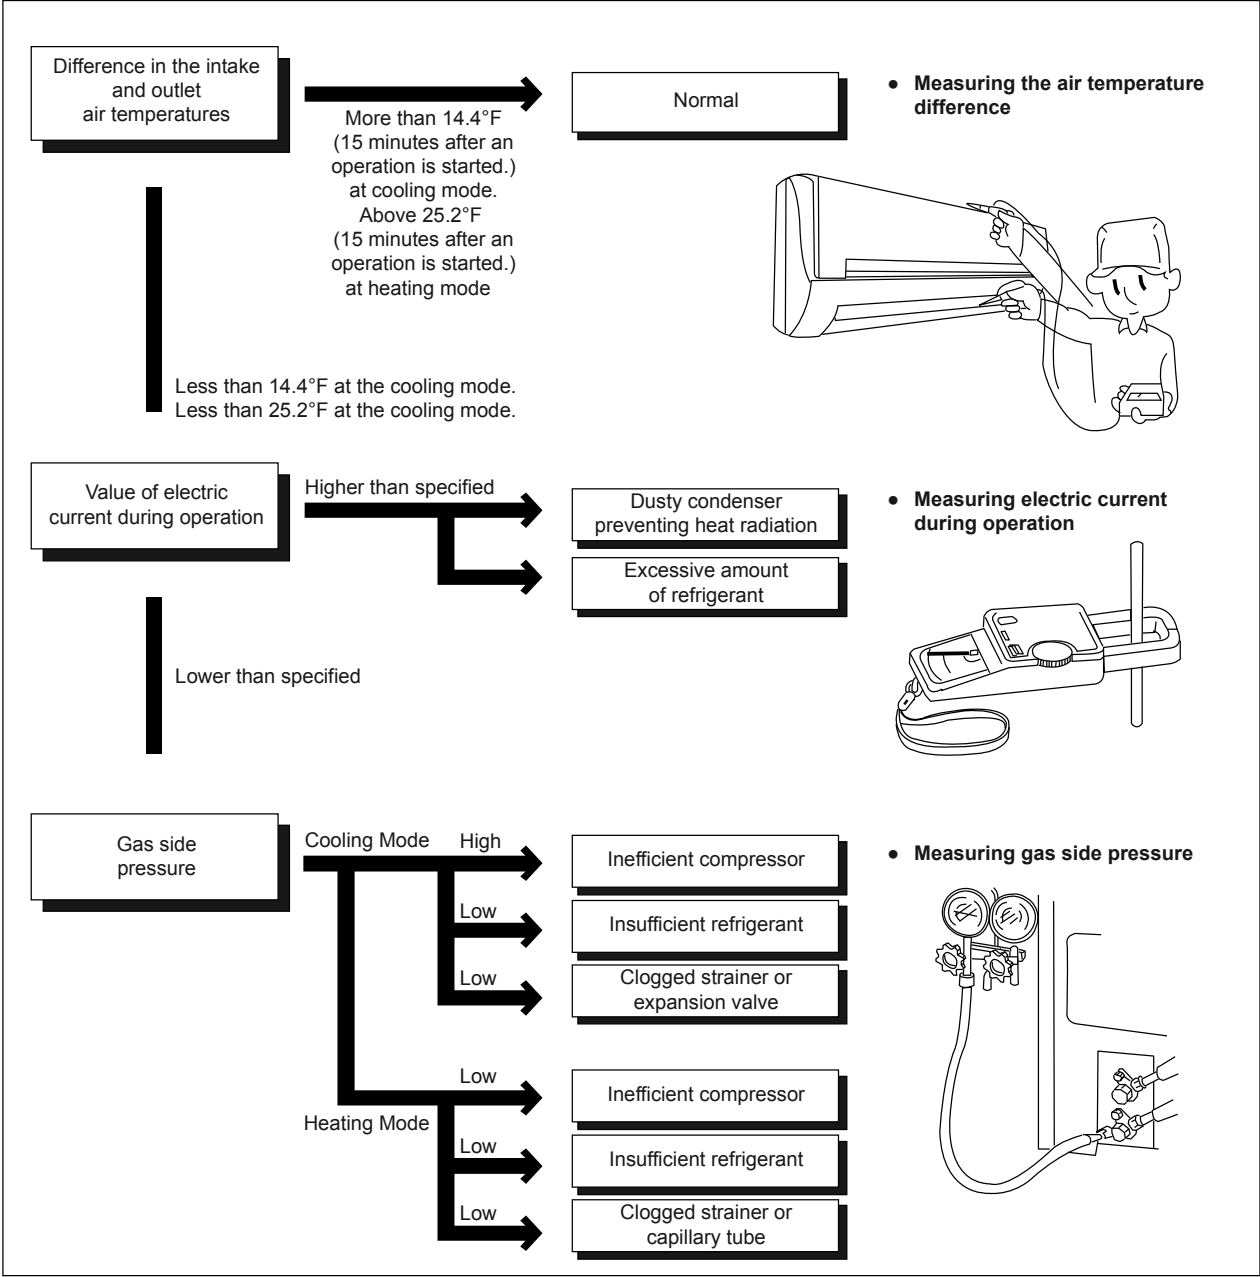 Difference in the intake
and outlet
air temperatures
More than 14.4°F
(15 minutes after an
operation is started.)
at cooling mode.
Above 25.2°F
(15 minutes after an
operation is started.)
at heating mode
Normal
● Measuring the air temperature
difference
Less than 14.4°F at the cooling mode.
Less than 25.2°F at the cooling mode.
Value of electric
current during operation
Higher than specified
Dusty condenser
preventing heat radiation
Excessive amount
of refrigerant
● Measuring electric current
during operation
Lower than specified
Gas side
pressure
Cooling Mode
High
Inefficient compressor
Low
Insufficient refrigerant
Low
Clogged strainer or
expansion valve
● Measuring gas side pressure
Heating Mode
Low
Inefficient compressor
Low
Insufficient refrigerant
Low
Clogged strainer or
capillary tube